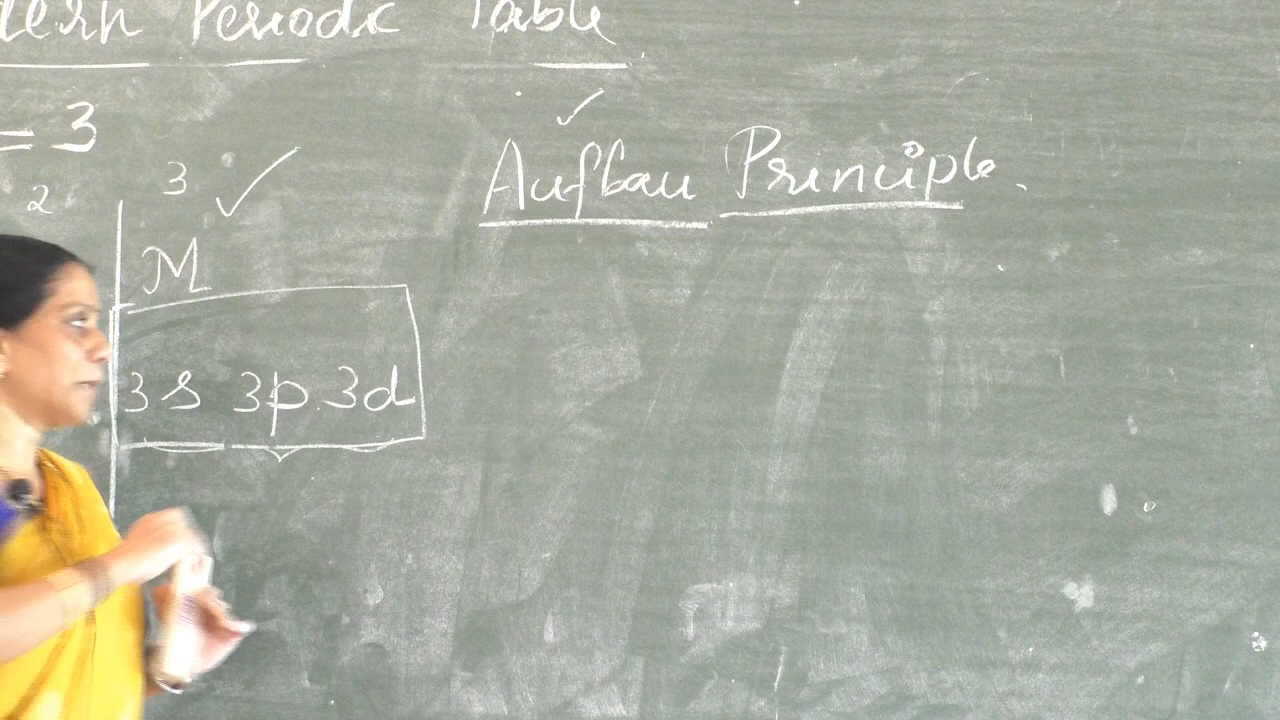 Periodic Table
= 3
2 3 ✓
✓
Aufbau Principle.
M
3s 3p 3d